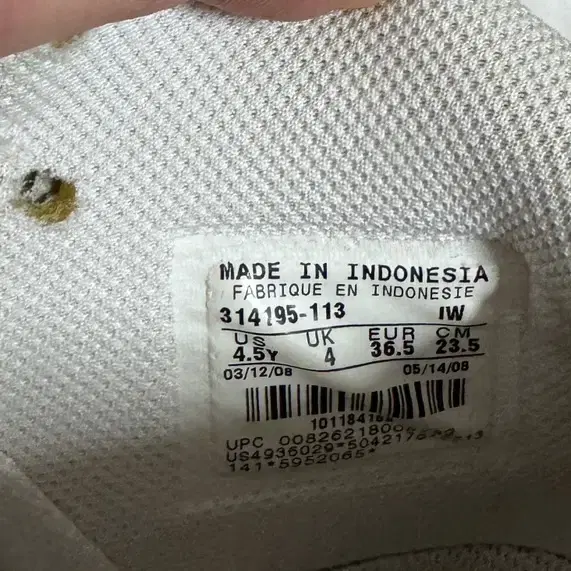 MADE IN INDONESIA
FABRIQUE EN INDONESIE
314195-113 IW
US UK EUR CM
4.5Y 4 36.5 23.5
03/12/08 05/14/08
UPC
141*5952065*